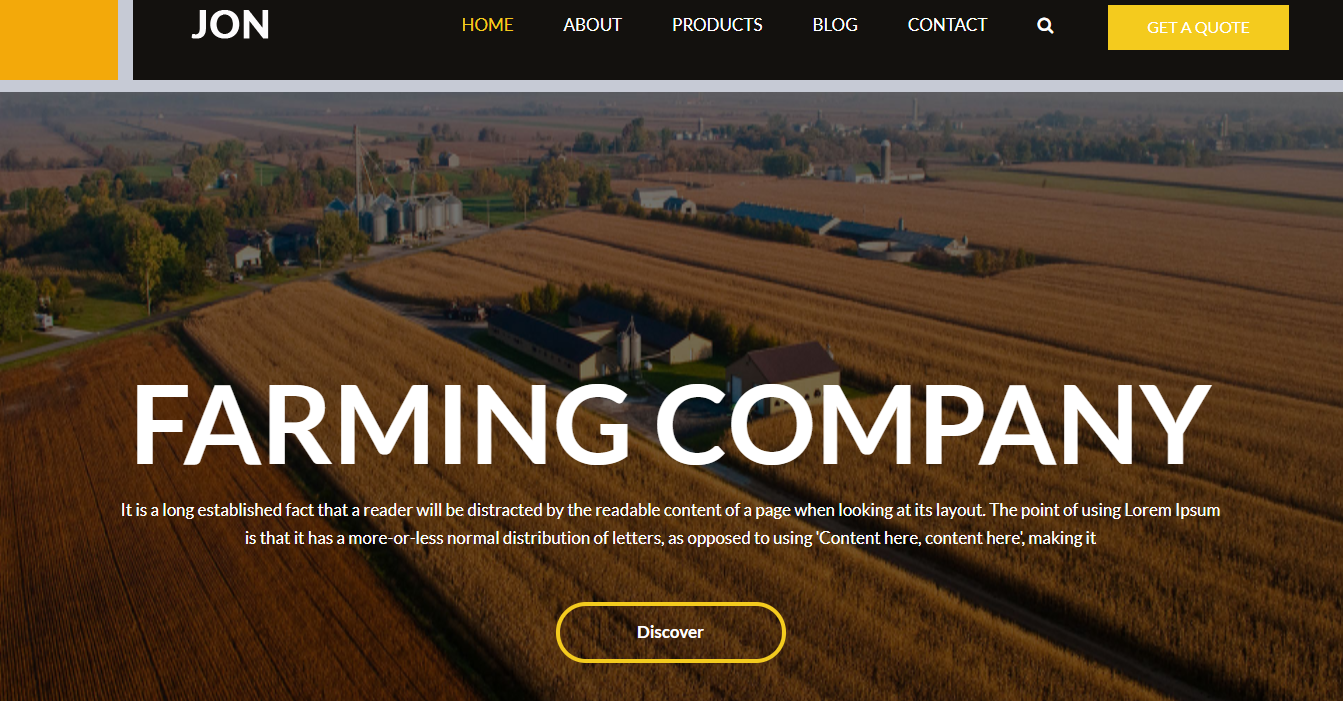 JON
HOME ABOUT PRODUCTS BLOG CONTACT GET A QUOTE
FARMING COMPANY
It is a long established fact that a reader will be distracted by the readable content of a page when looking at its layout. The point of using Lorem Ipsum
is that it has a more-or-less normal distribution of letters, as opposed to using 'Content here, content here', making it
Discover